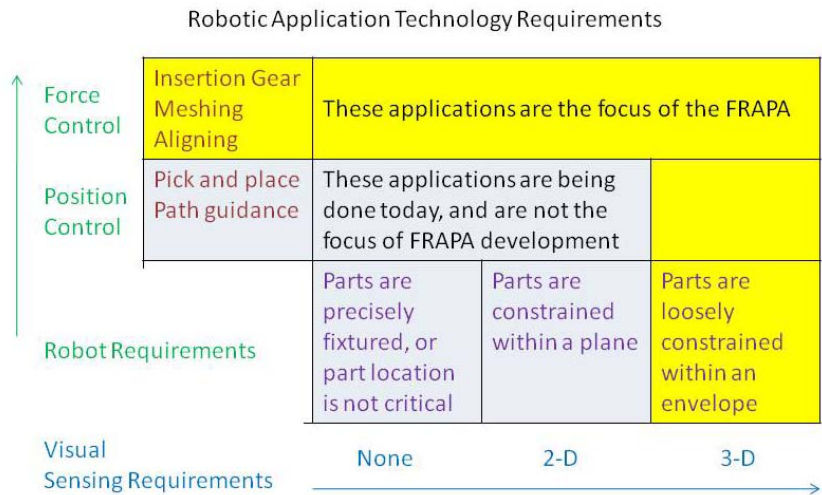 Robotic Application Technology Requirements
Force
Control
Insertion Gear
Meshing
Aligning
These applications are the focus of the FRAPA
Position
Control
Pick and place
Path guidance
These applications are being
done today, and are not the
focus of FRAPA development
Robot Requirements
Parts are
precisely
fixtured, or
part location
is not critical
Parts are
constrained
within a plane
Parts are
loosely
constrained
within an
envelope
Visual
Sensing Requirements
None
2-D
3-D